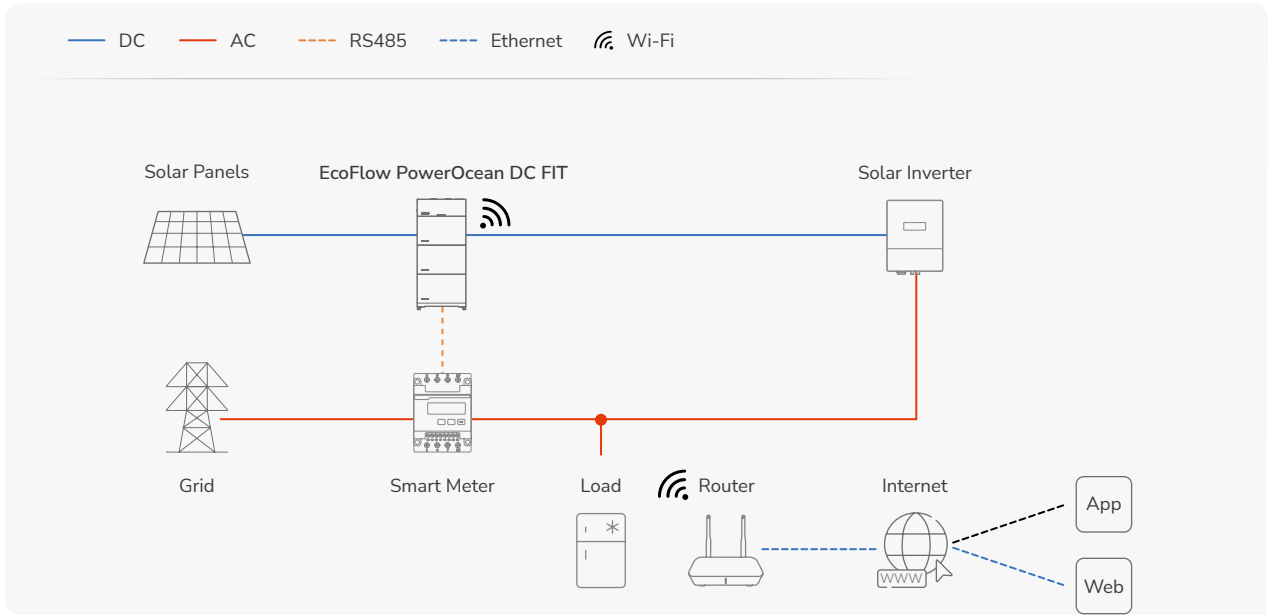 DC AC RS485 Ethernet Wi-Fi
Solar Panels EcoFlow PowerOcean DC FIT Solar Inverter
Grid Smart Meter Load Router Internet
App
WWW
Web